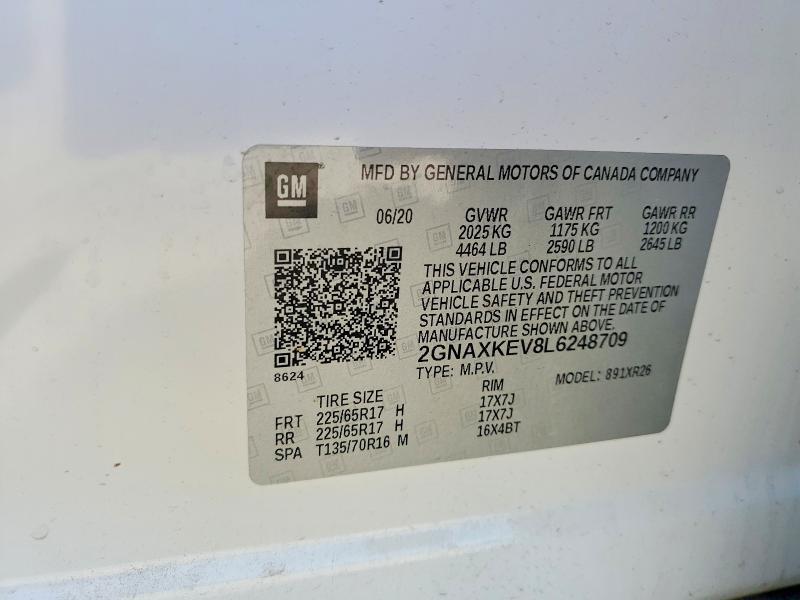 GM
MFD BY GENERAL MOTORS OF CANADA COMPANY
06/20 GVWR GAWR FRT GAWR RR
2025 KG 1175 KG 1200 KG
4464 LB 2590 LB 2645 LB
THIS VEHICLE CONFORMS TO ALL
APPLICABLE U.S. FEDERAL MOTOR
VEHICLE SAFETY AND THEFT PREVENTION
STANDARDS IN EFFECT ON THE DATE OF
MANUFACTURE SHOWN ABOVE.
2GNAXKEV8L6248709
8624
TYPE: M.P.V. MODEL: 891XR26
TIRE SIZE RIM
FRT 225/65R17 H 17X7J
RR 225/65R17 H 17X7J
SPA T135/70R16 M 16X4BT